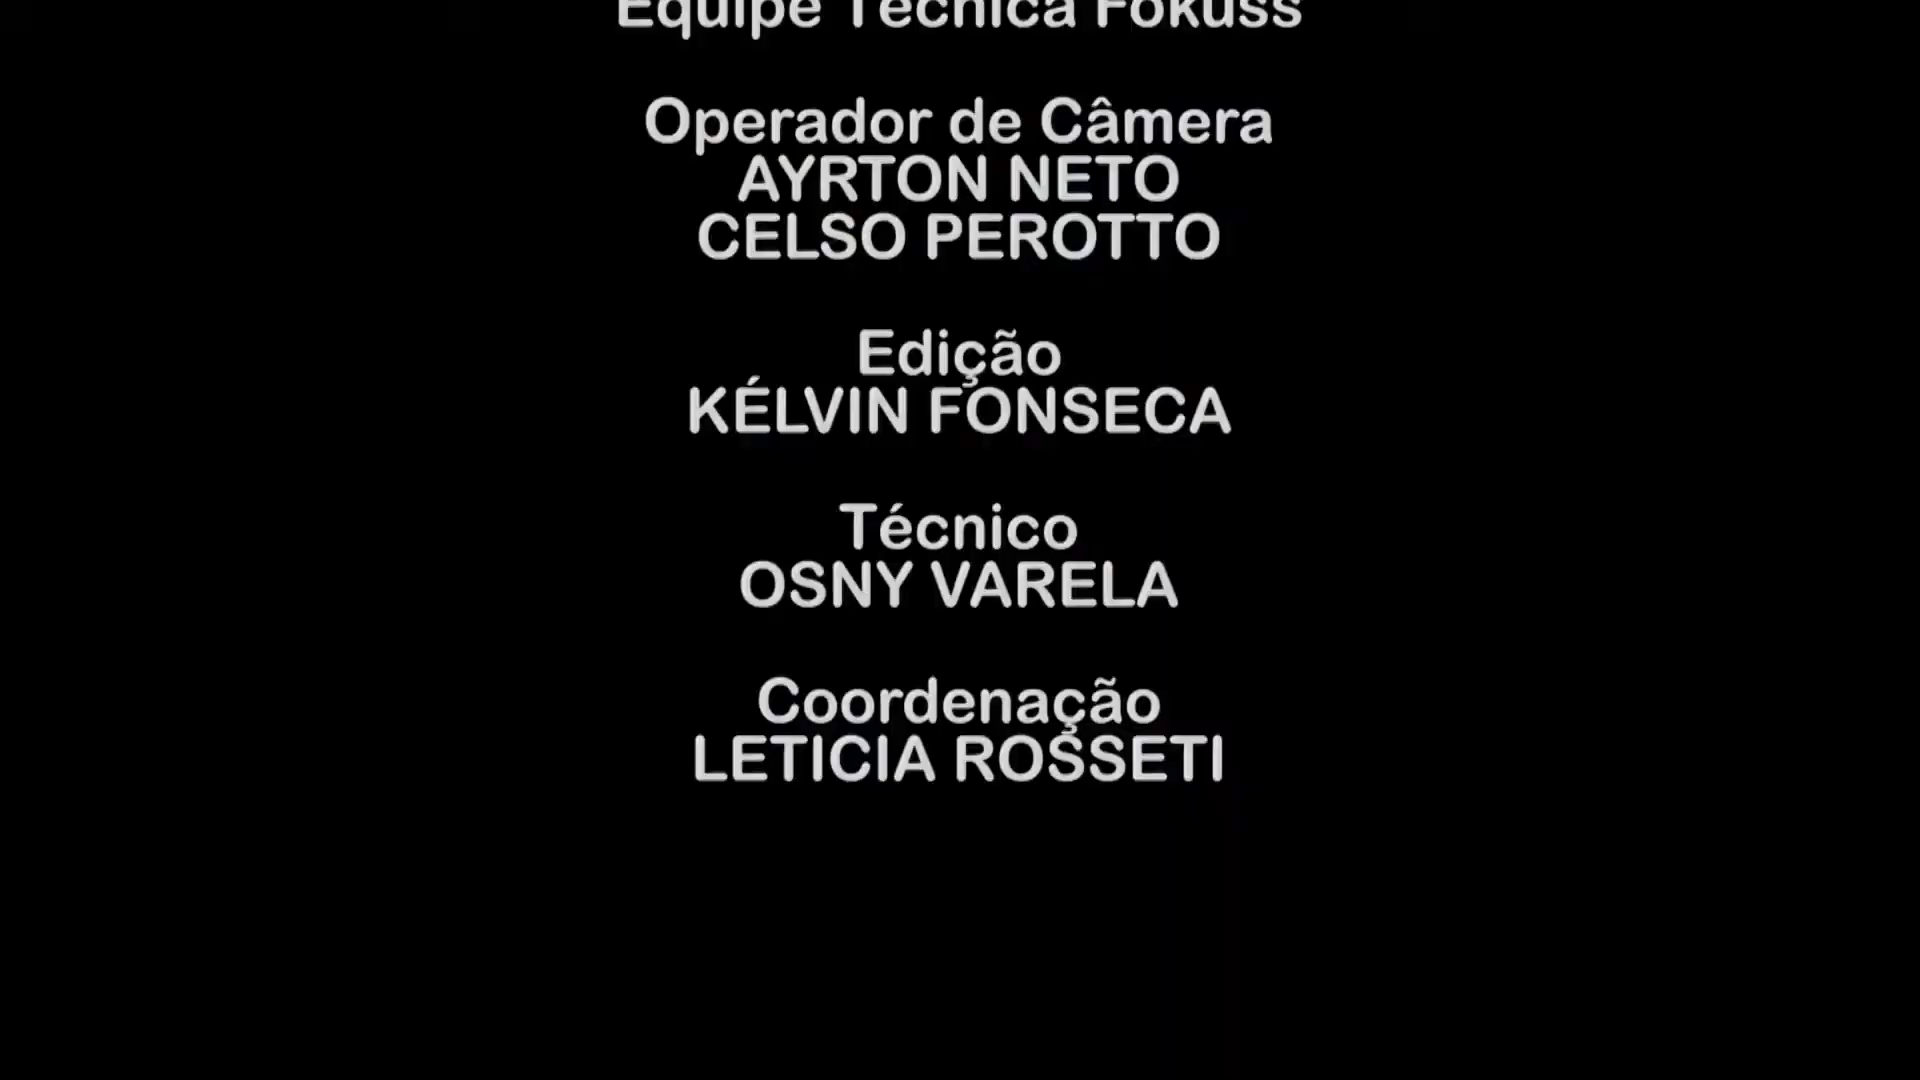 Equipe Técnica Fokuss
Operador de Câmera
AYRTON NETO
CELSO PEROTTO
Edição
KÉLVIN FONSECA
Técnico
OSNY VARELA
Coordenação
LETICIA ROSSETI